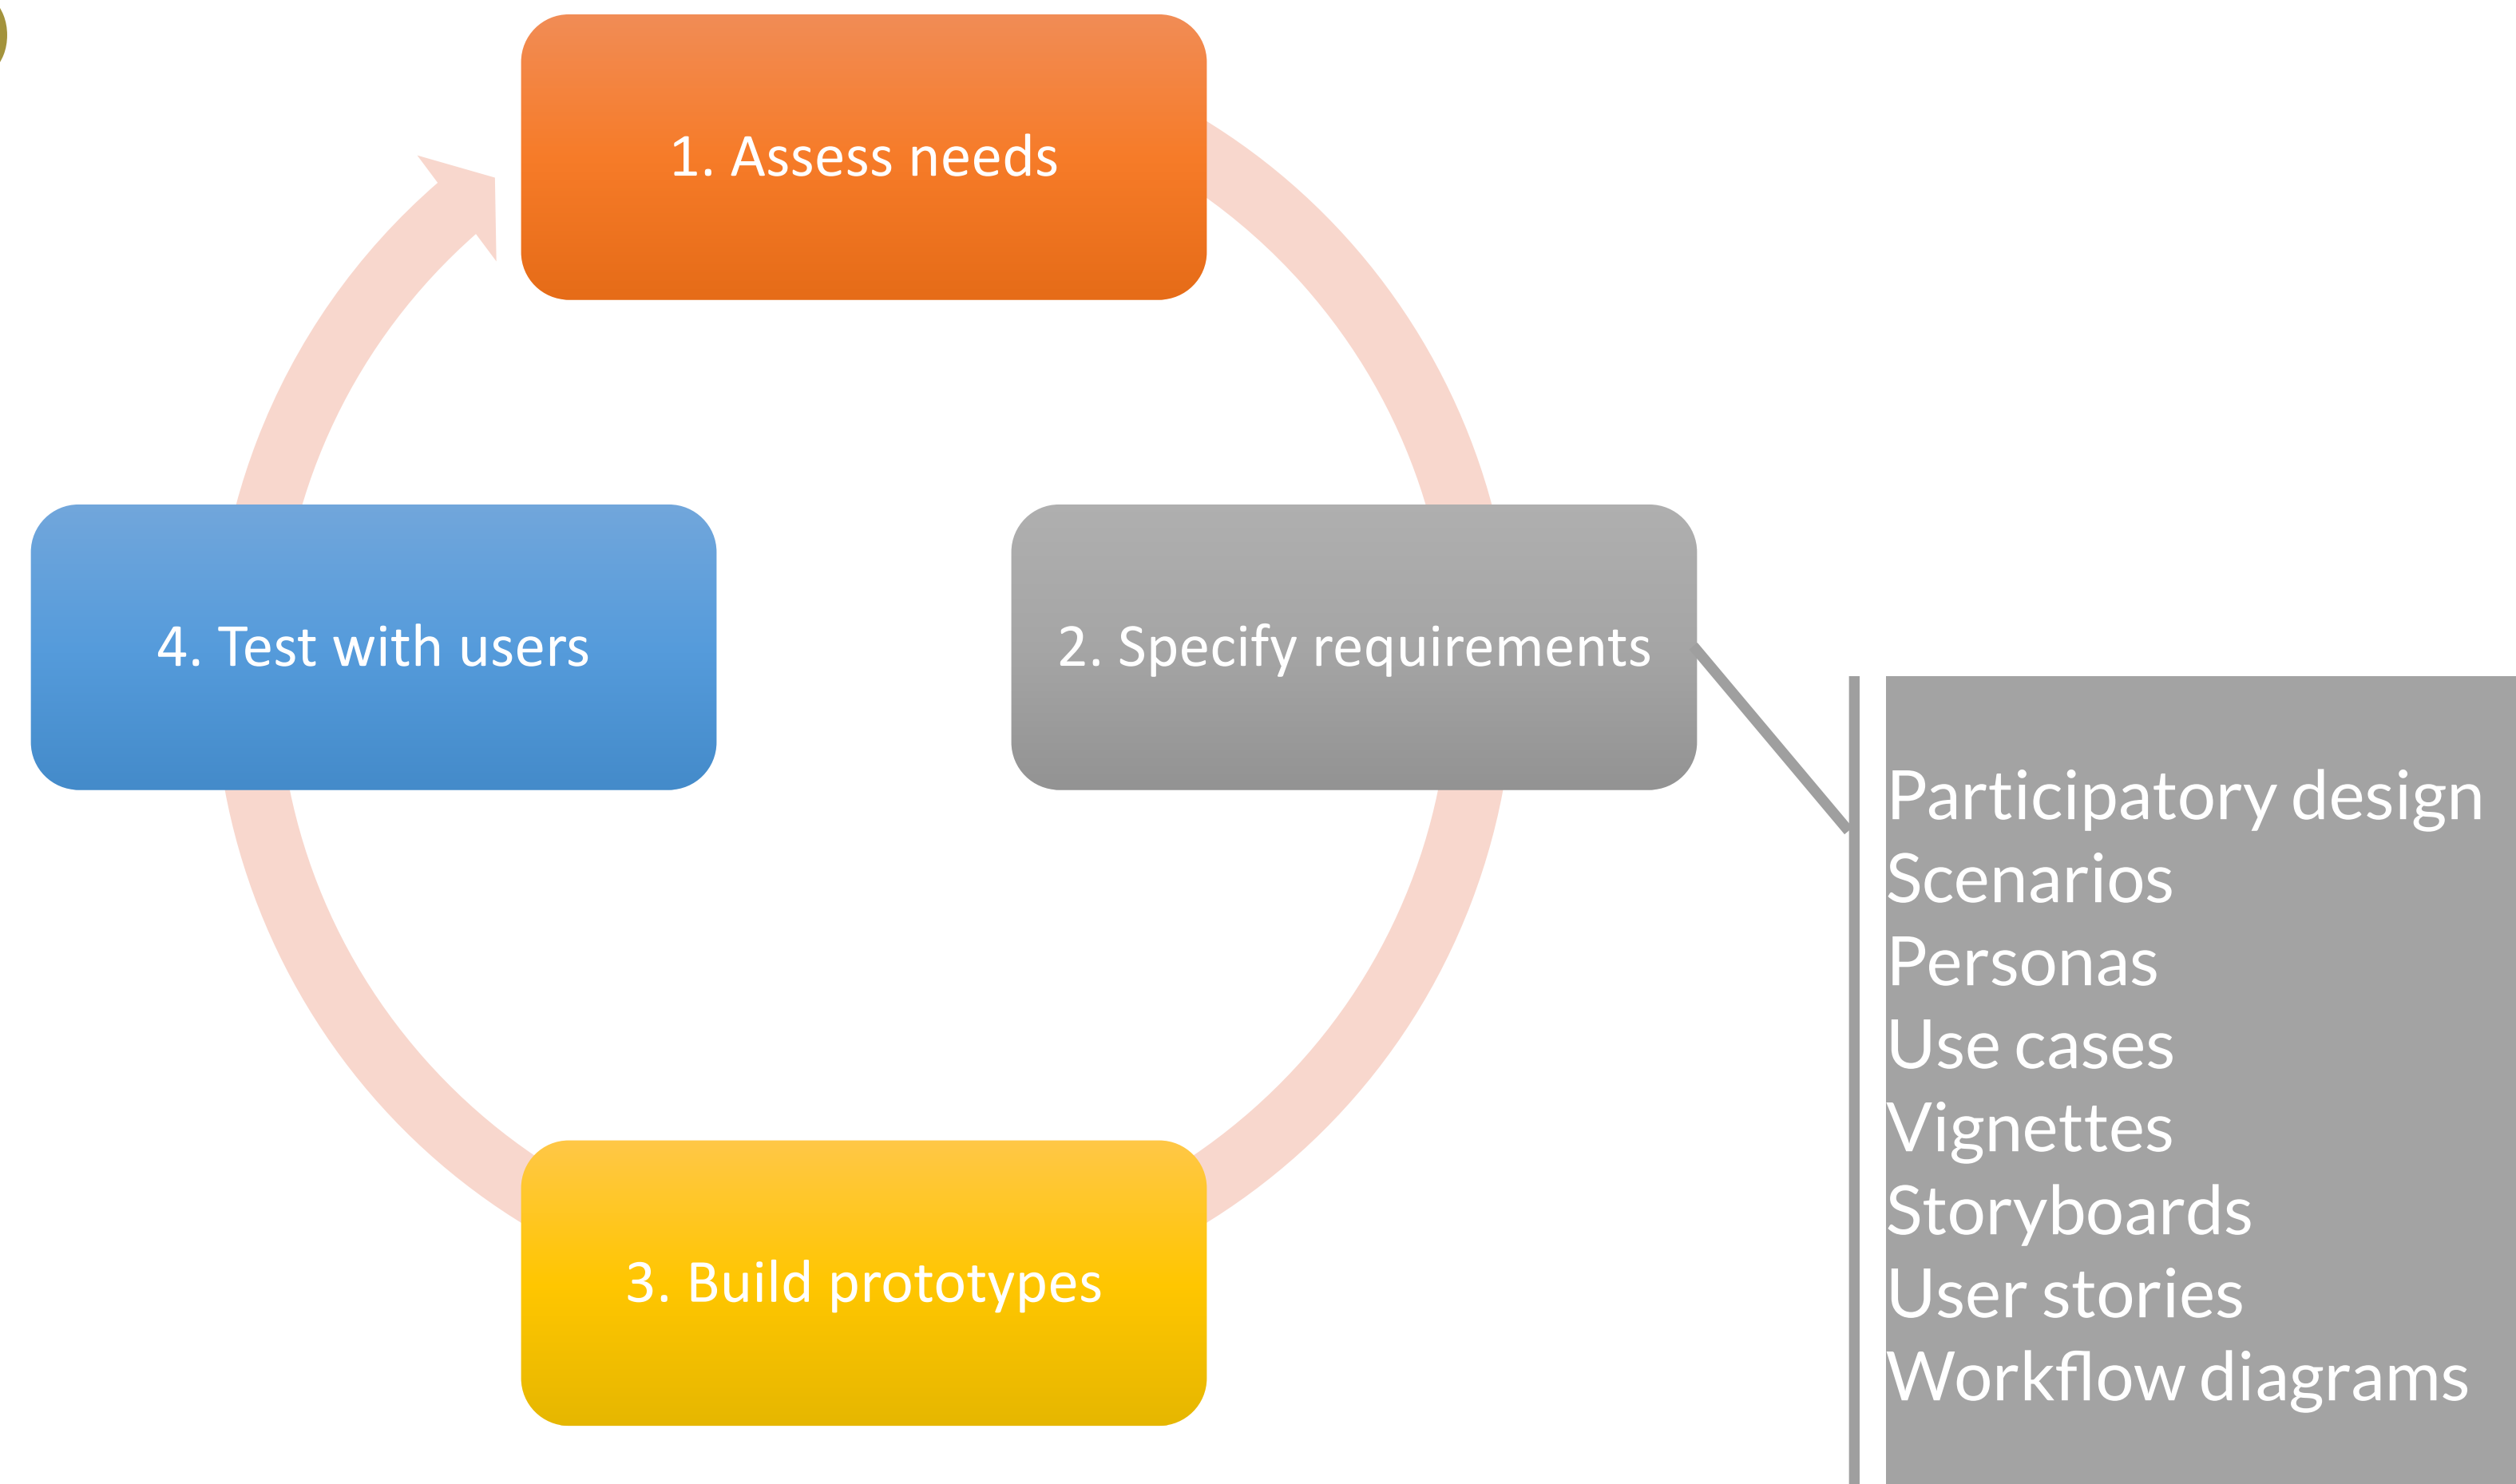 1. Assess needs
2. Specify requirements
3. Build prototypes
4. Test with users
Participatory design
Scenarios
Personas
Use cases
Vignettes
Storyboards
User stories
Workflow diagrams